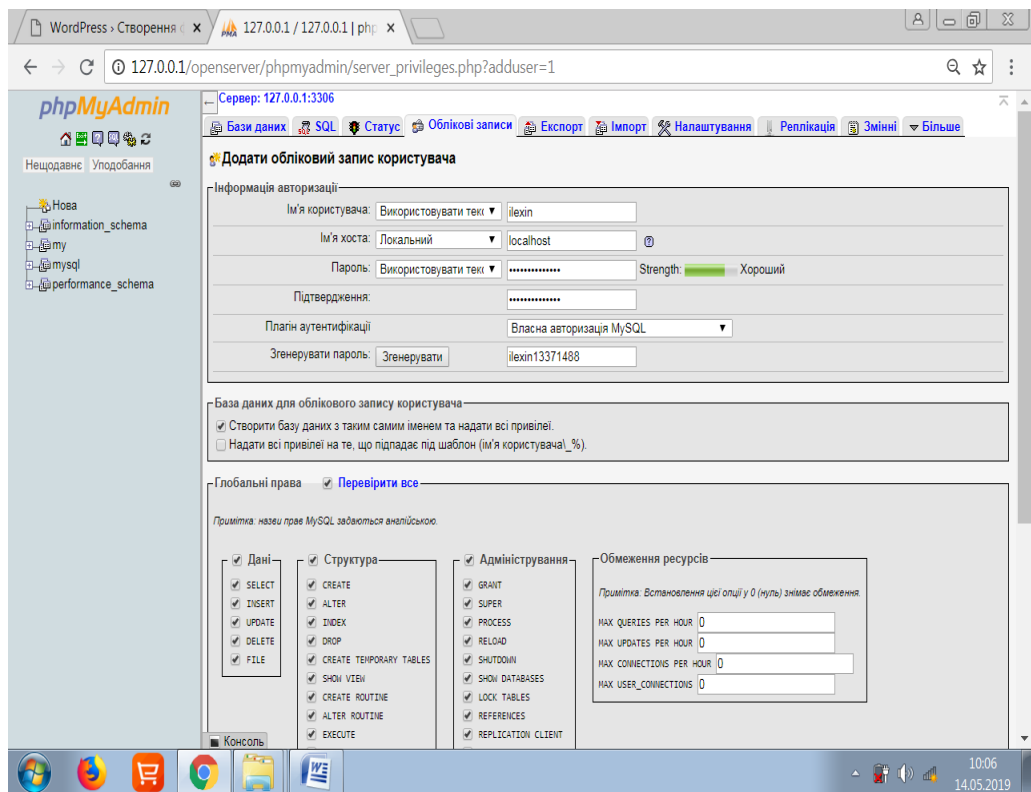 WordPress › Створення
127.0.0.1 / 127.0.0.1 | php
127.0.0.1/openserver/phpmyadmin/server_privileges.php?adduser=1
phpMyAdmin
Нещодавнє Уподобання
Нова
information_schema
my
mysql
performance_schema
Сервер: 127.0.0.1:3306
Бази даних SQL Статус Облікові записи Експорт Імпорт Налаштування Реплікація Змінні Більше
Додати обліковий запис користувача
Інформація авторизації
Ім'я користувача: Використовувати текс ilexin
Ім'я хоста: Локальний localhost
Пароль: Використовувати текс •••••••••••••• Strength: Хороший
Підтвердження: ••••••••••••••
Плагін аутентифікації Власна авторизація MySQL
Згенерувати пароль: Згенерувати ilexin13371488
База даних для облікового запису користувача
Створити базу даних з таким самим іменем та надати всі привілеї.
Надати всі привілеї на те, що підпадає під шаблон (ім'я користувача\_%).
Глобальні права Перевірити все
Примітка: назви прав MySQL задаються англійською.
Дані
SELECT
INSERT
UPDATE
DELETE
FILE
Структура
CREATE
ALTER
INDEX
DROP
CREATE TEMPORARY TABLES
SHOW VIEW
CREATE ROUTINE
ALTER ROUTINE
EXECUTE
Адміністрування
GRANT
SUPER
PROCESS
RELOAD
SHUTDOWN
SHOW DATABASES
LOCK TABLES
REFERENCES
REPLICATION CLIENT
Обмеження ресурсів
Примітка: Встановлення цієї опції у 0 (нуль) знімає обмеження.
MAX QUERIES PER HOUR 0
MAX UPDATES PER HOUR 0
MAX CONNECTIONS PER HOUR 0
MAX USER_CONNECTIONS 0
Консоль
10:06
14.05.2019